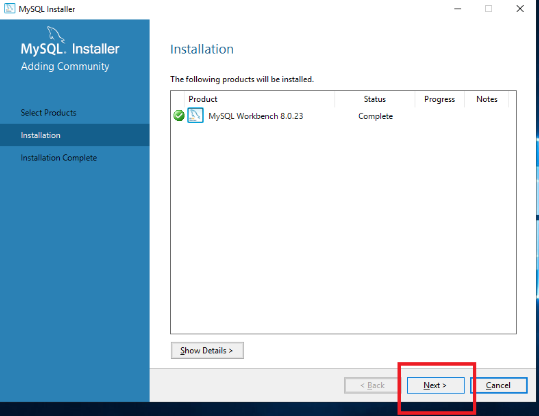 MySQL Installer
MySQL. Installer
Adding Community
Select Products
Installation
Installation Complete
Installation
The following products will be installed.
Product Status Progress Notes
MySQL Workbench 8.0.23 Complete
Show Details >
< Back Next > Cancel